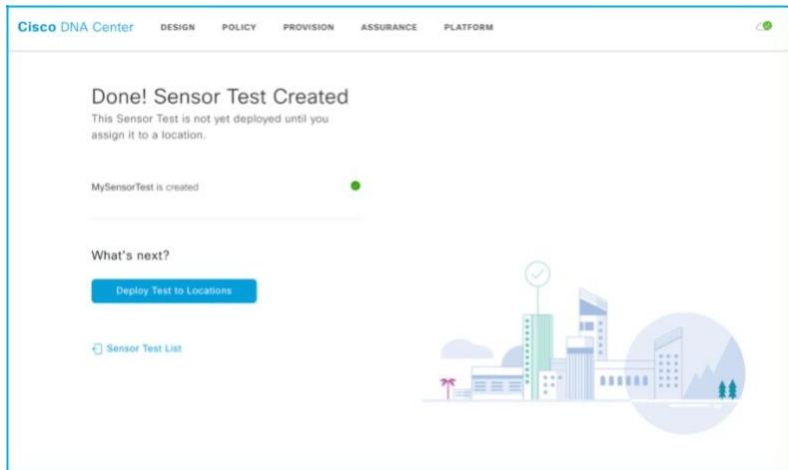 Cisco DNA Center DESIGN POLICY PROVISION ASSURANCE PLATFORM
Done! Sensor Test Created
This Sensor Test is not yet deployed until you
assign it to a location.
MySensorTest is created
What's next?
Deploy Test to Locations
Sensor Test List